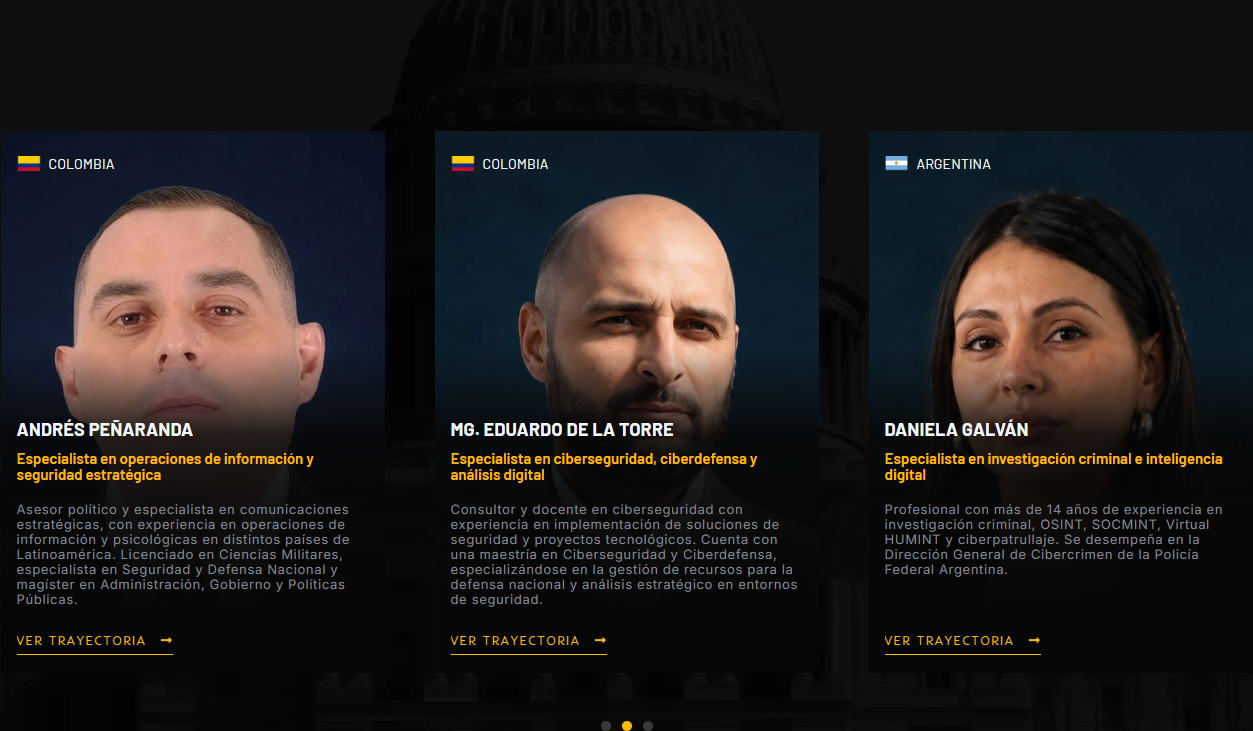 COLOMBIA
ANDRÉS PEÑARANDA
Especialista en operaciones de información y
seguridad estratégica
Asesor político y especialista en comunicaciones
estratégicas, con experiencia en operaciones de
información y psicológicas en distintos países de
Latinoamérica. Licenciado en Ciencias Militares,
especialista en Seguridad y Defensa Nacional y
magíster en Administración, Gobierno y Políticas
Públicas.
VER TRAYECTORIA
COLOMBIA
MG. EDUARDO DE LA TORRE
Especialista en ciberseguridad, ciberdefensa y
análisis digital
Consultor y docente en ciberseguridad con
experiencia en implementación de soluciones de
seguridad y proyectos tecnológicos. Cuenta con
una maestría en Ciberseguridad y Ciberdefensa,
especializándose en la gestión de recursos para la
defensa nacional y análisis estratégico en entornos
de seguridad.
VER TRAYECTORIA
ARGENTINA
DANIELA GALVÁN
Especialista en investigación criminal e inteligencia
digital
Profesional con más de 14 años de experiencia en
investigación criminal, OSINT, SOCMINT, Virtual
HUMINT y ciberpatrullaje. Se desempeña en la
Dirección General de Cibercrimen de la Policía
Federal Argentina.
VER TRAYECTORIA